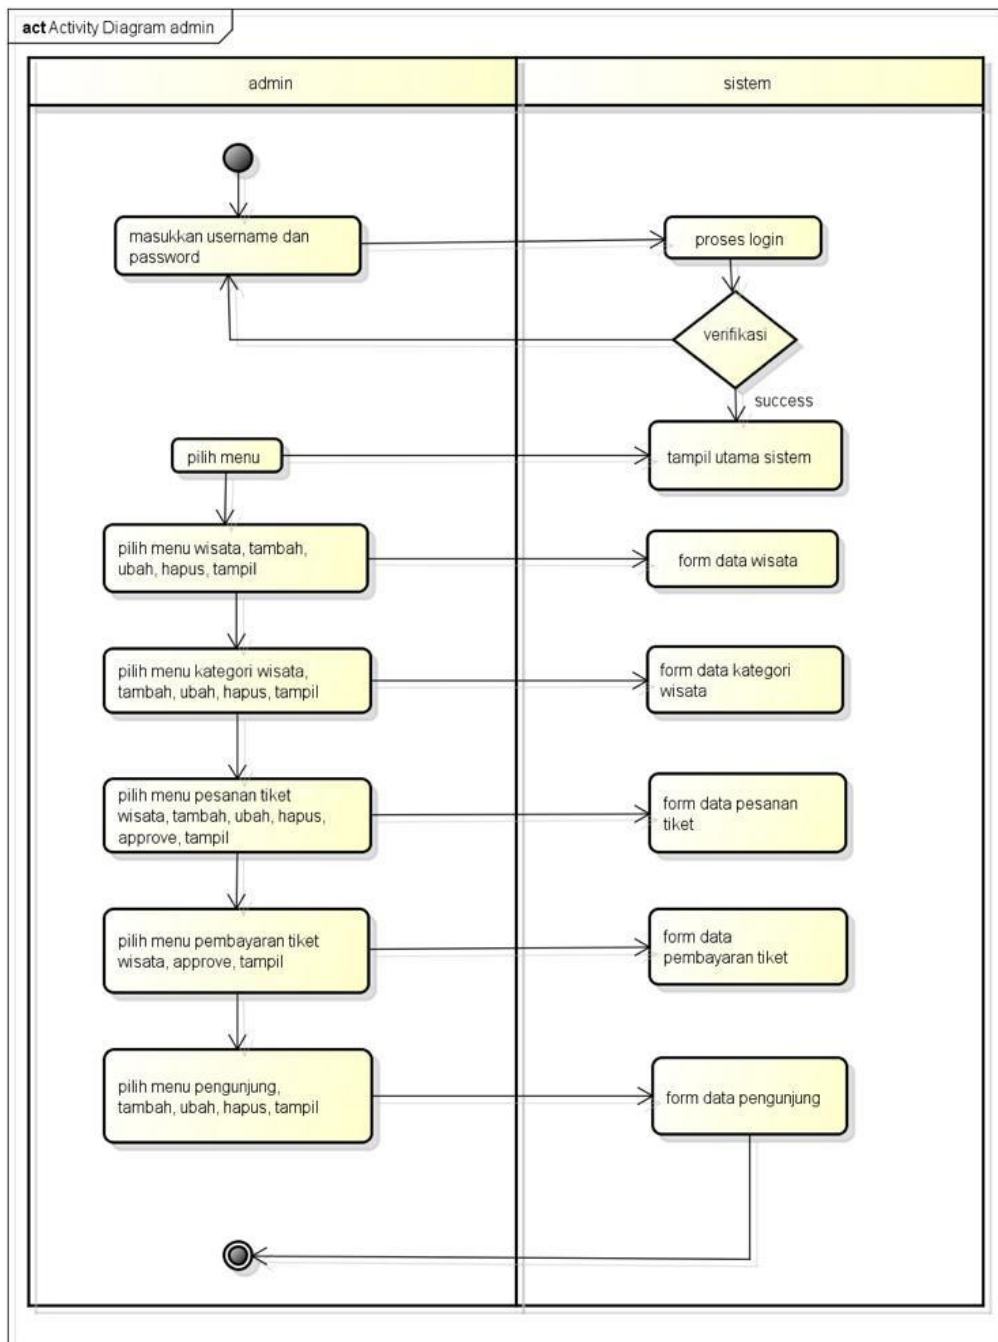 act Activity Diagram admin
admin
sistem
masukkan username dan
password
proses login
verifikasi
success
pilih menu
tampil utama sistem
pilih menu wisata, tambah,
ubah, hapus, tampil
form data wisata
pilih menu kategori wisata,
tambah, ubah, hapus, tampil
form data kategori
wisata
pilih menu pesanan tiket
wisata, tambah, ubah, hapus,
approve, tampil
form data pesanan
tiket
pilih menu pembayaran tiket
wisata, approve, tampil
form data
pembayaran tiket
pilih menu pengunjung,
tambah, ubah, hapus, tampil
form data pengunjung